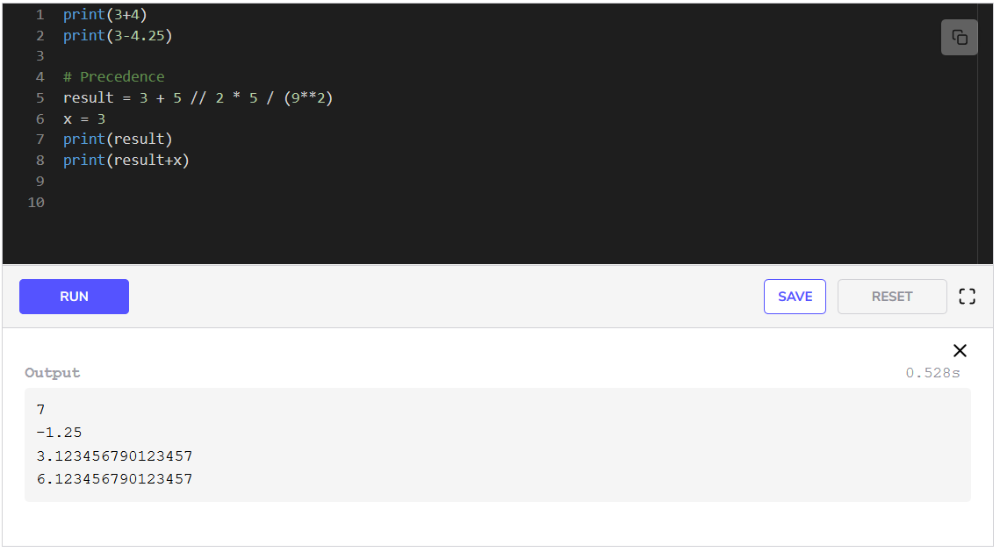 1 print(3+4)
2 print(3-4.25)
3
4 # Precedence
5 result = 3 + 5 // 2 * 5 / (9**2)
6 x = 3
7 print(result)
8 print(result+x)
9
10
RUN SAVE RESET
Output 0.528s
7
-1.25
3.123456790123457
6.123456790123457